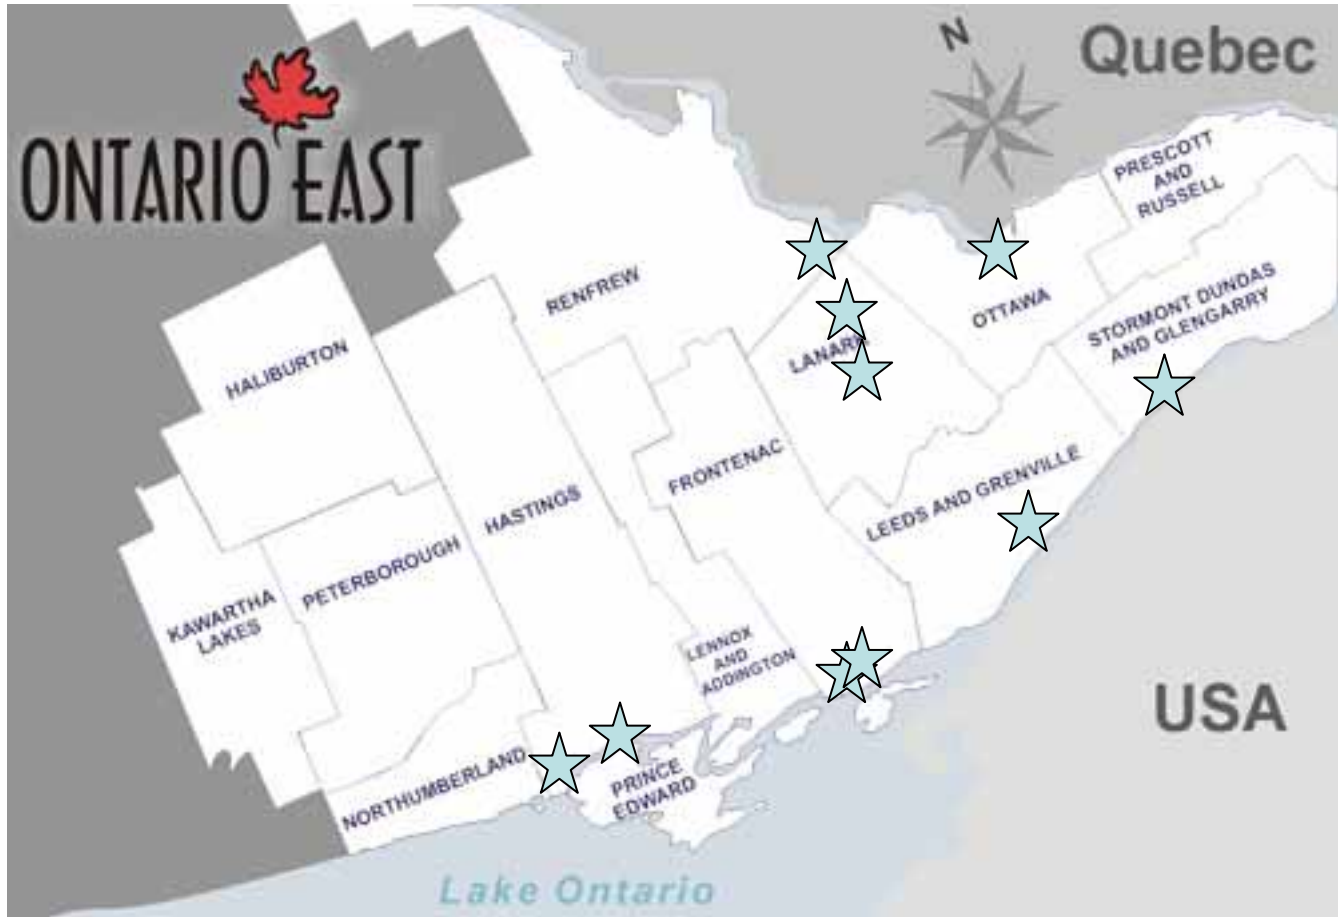 N
Quebec
ONTARIO EAST
PRESCOTT
AND
RUSSELL
RENFREW
OTTAWA
STORMONT DUNDAS
AND GLENGARRY
HALIBURTON
LANARK
FRONTENAC
LEEDS AND GRENVILLE
HASTINGS
PETERBOROUGH
KAWARTHA
LAKES
LENNOX
AND
ADDINGTON
USA
NORTHUMBERLAND
PRINCE
EDWARD
Lake Ontario